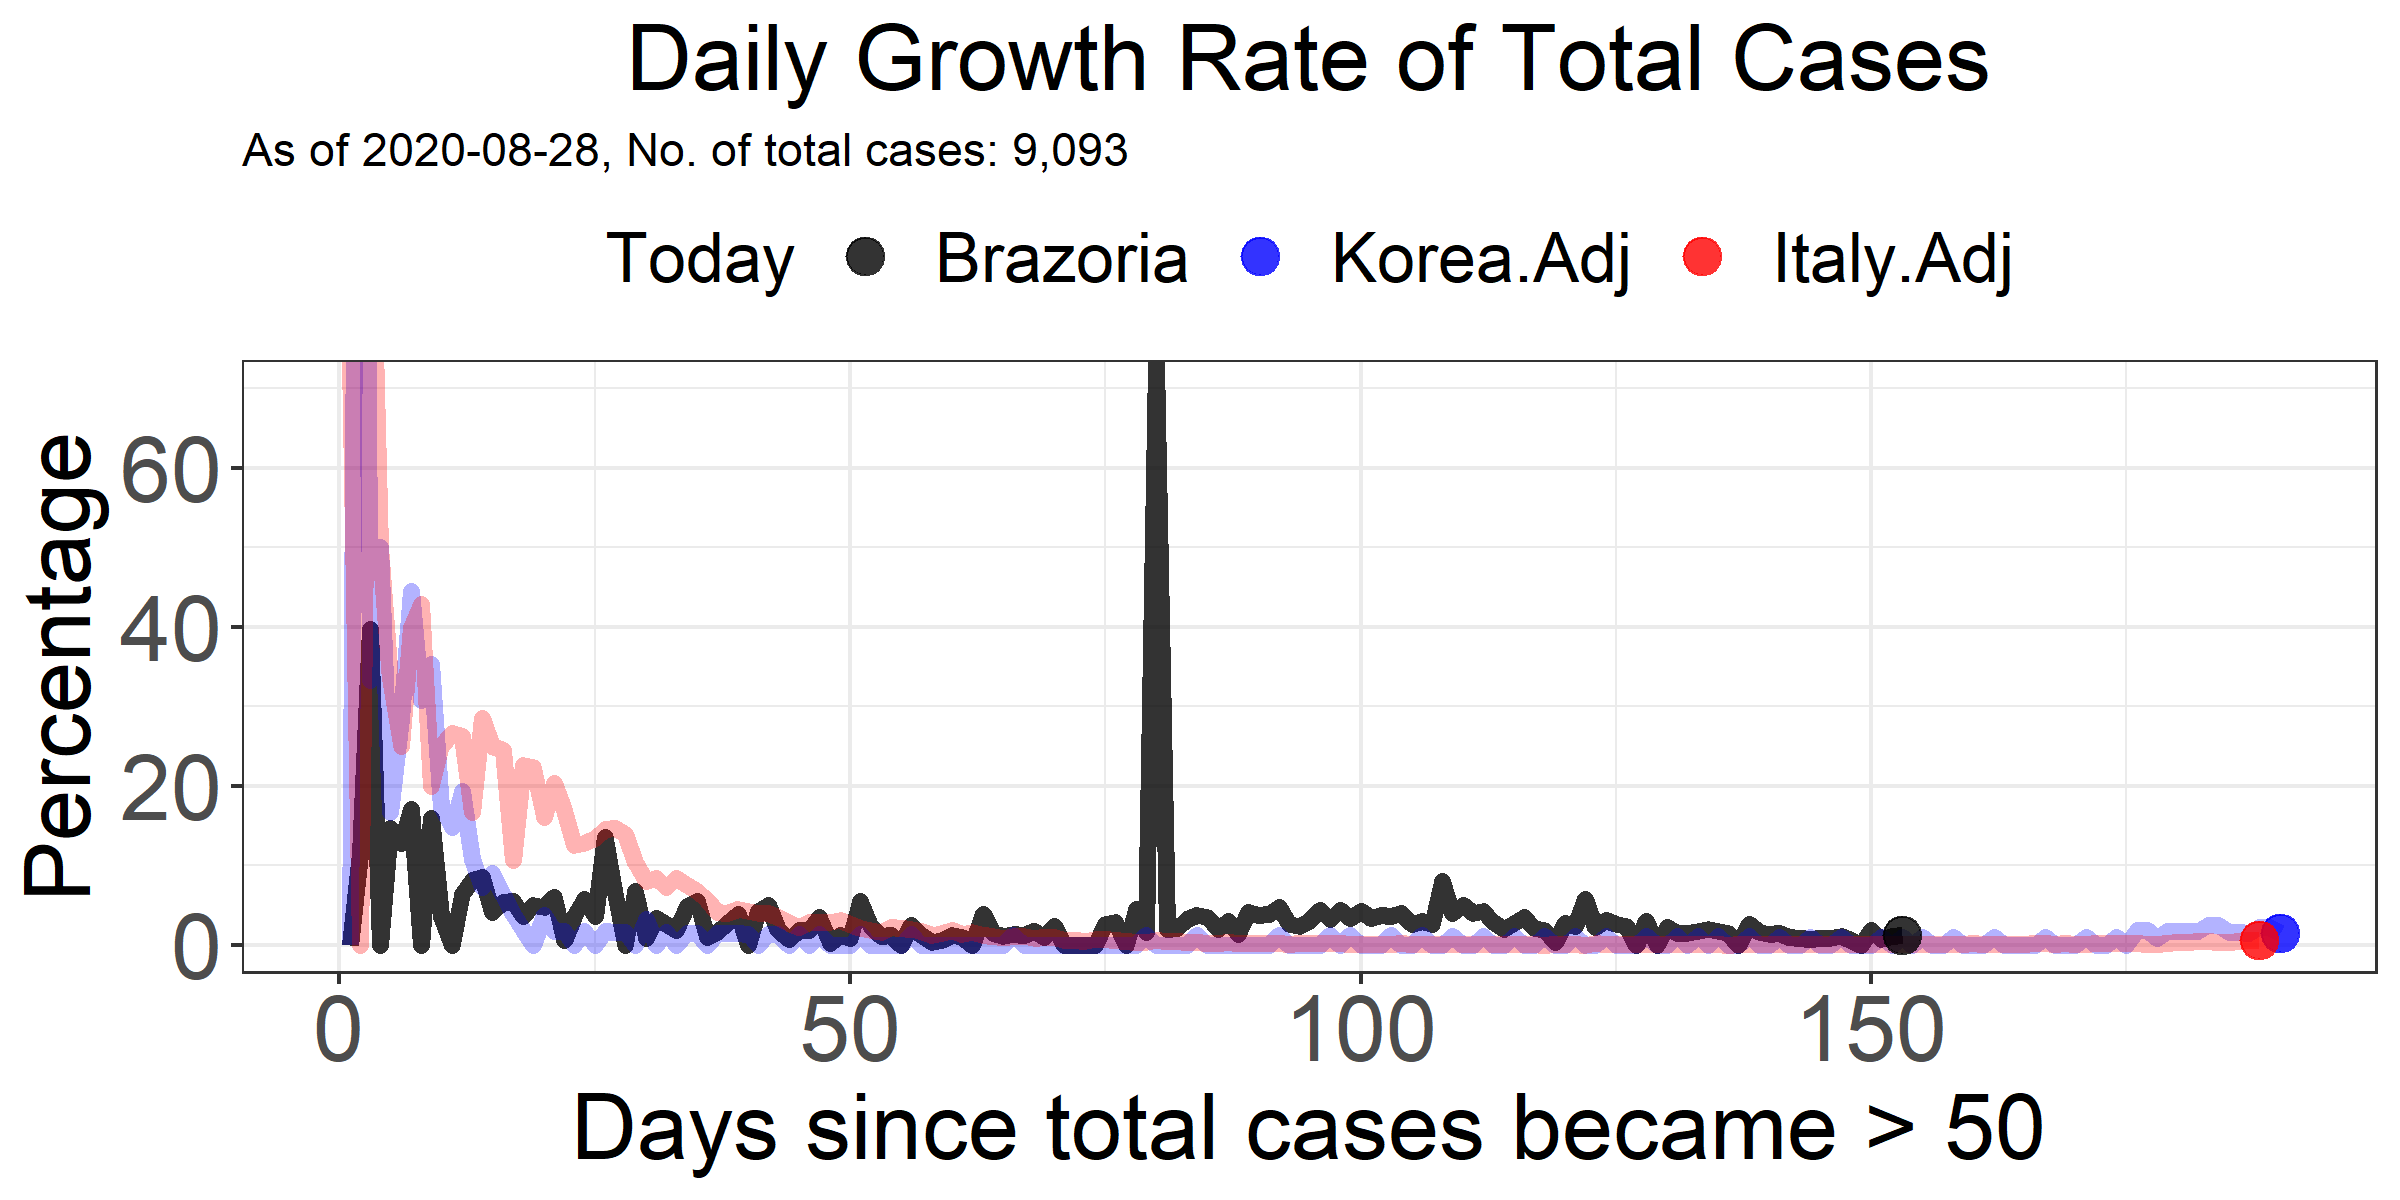 Daily Growth Rate of Total Cases
As of 2020-08-28, No. of total cases: 9,093
Today Brazoria Korea.Adj Italy.Adj
Percentage
60
40
20
0
0 50 100 150
Days since total cases became > 50